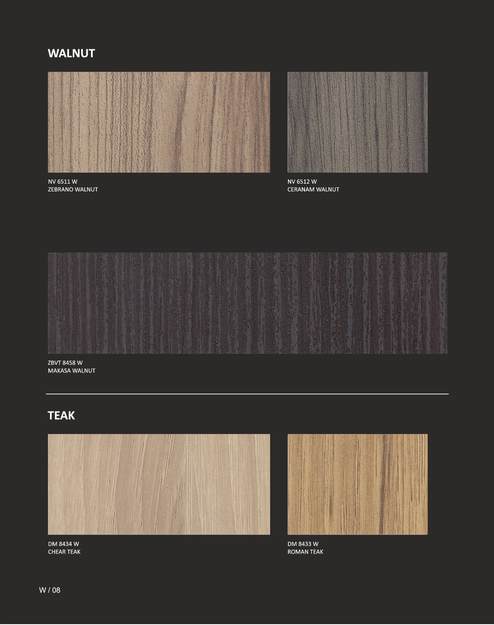 WALNUT
NV 6511 W
ZEBRANO WALNUT
NV 6512 W
CERANAM WALNUT
ZBVT 8458 W
MAKASA WALNUT
TEAK
DM 8434 W
CHEAR TEAK
DM 8433 W
ROMAN TEAK
W / 08